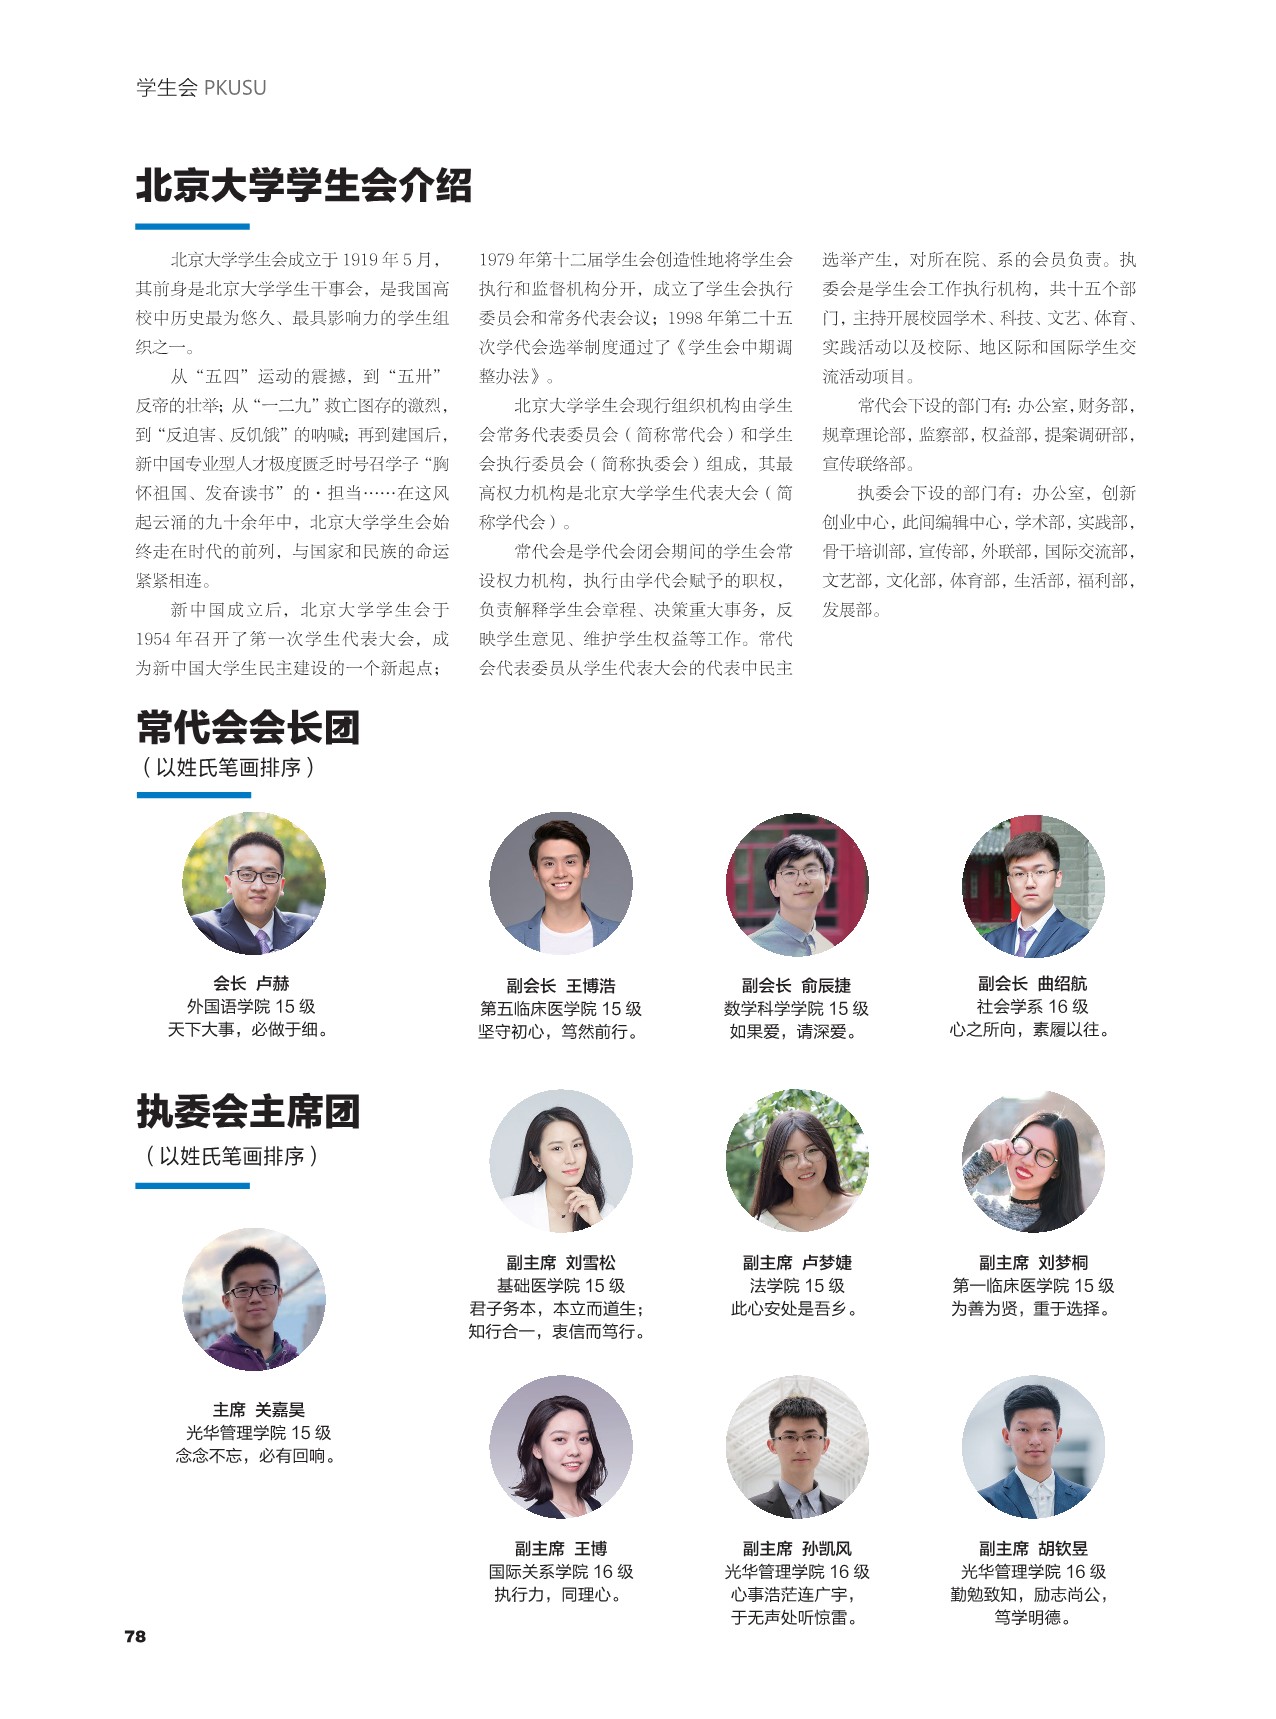 学生会 PKUSU
北京大学学生会介绍
北京大学学生会成立于 1919 年 5 月，
其前身是北京大学学生干事会，是我国高
校中历史最为悠久、最具影响力的学生组
织之一。
从“五四”运动的震撼，到“五卅”
反帝的壮举；从“一二九”救亡图存的激烈，
到“反迫害、反饥饿”的呐喊；再到建国后，
新中国专业型人才极度匮乏时号召学子“胸
怀祖国、发奋读书”的·担当……在这风
起云涌的九十余年中，北京大学学生会始
终走在时代的前列，与国家和民族的命运
紧紧相连。
新中国成立后，北京大学学生会于
1954 年召开了第一次学生代表大会，成
为新中国大学生民主建设的一个新起点；
1979 年第十二届学生会创造性地将学生会
执行和监督机构分开，成立了学生会执行
委员会和常务代表会议；1998 年第二十五
次学代会选举制度通过了《学生会中期调
整办法》。
北京大学学生会现行组织机构由学生
会常务代表委员会（简称常代会）和学生
会执行委员会（简称执委会）组成，其最
高权力机构是北京大学学生代表大会（简
称学代会）。
常代会是学代会闭会期间的学生会常
设权力机构，执行由学代会赋予的职权，
负责解释学生会章程、决策重大事务，反
映学生意见、维护学生权益等工作。常代
会代表委员从学生代表大会的代表中民主
选举产生，对所在院、系的会员负责。执
委会是学生会工作执行机构，共十五个部
门，主持开展校园学术、科技、文艺、体育、
实践活动以及校际、地区际和国际学生交
流活动项目。
常代会下设的部门有：办公室，财务部，
规章理论部，监察部，权益部，提案调研部，
宣传联络部。
执委会下设的部门有：办公室，创新
创业中心，此间编辑中心，学术部，实践部，
骨干培训部，宣传部，外联部，国际交流部，
文艺部，文化部，体育部，生活部，福利部，
发展部。
常代会会长团
（以姓氏笔画排序）
会长 卢赫
外国语学院 15 级
天下大事，必做于细。
副会长 王博浩
第五临床医学院 15 级
坚守初心，笃然前行。
副会长 俞辰捷
数学科学学院 15 级
如果爱，请深爱。
副会长 曲绍航
社会学系 16 级
心之所向，素履以往。
执委会主席团
（以姓氏笔画排序）
主席 关嘉昊
光华管理学院 15 级
念念不忘，必有回响。
副主席 刘雪松
基础医学院 15 级
君子务本，本立而道生；
知行合一，衷信而笃行。
副主席 卢梦婕
法学院 15 级
此心安处是吾乡。
副主席 刘梦桐
第一临床医学院 15 级
为善为贤，重于选择。
副主席 王博
国际关系学院 16 级
执行力，同理心。
副主席 孙凯风
光华管理学院 16 级
心事浩茫连广宇，
于无声处听惊雷。
副主席 胡钦昱
光华管理学院 16 级
勤勉致知，励志尚公，
笃学明德。
78